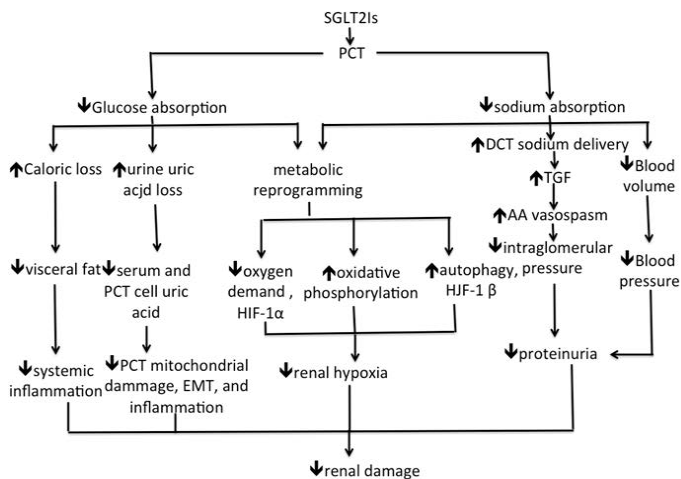 SGLT2Is
PCT
↓Glucose absorption
↓sodium absorption
↑Caloric loss
↑urine uric
acjd loss
metabolic
reprogramming
↑DCT sodium delivery
↑TGF
↑AA vasospasm
↓intraglomerular
pressure
↓Blood
volume
↓Blood
pressure
↓visceral fat
↓serum and
PCT cell uric
acid
↓oxygen
demand ,
HIF-1α
↑oxidative
phosphorylation
↑autophagy,
HJF-1 β
↓systemic
inflammation
↓PCT mitochondrial
dammage, EMT, and
inflammation
↓renal hypoxia
↓proteinuria
↓renal damage